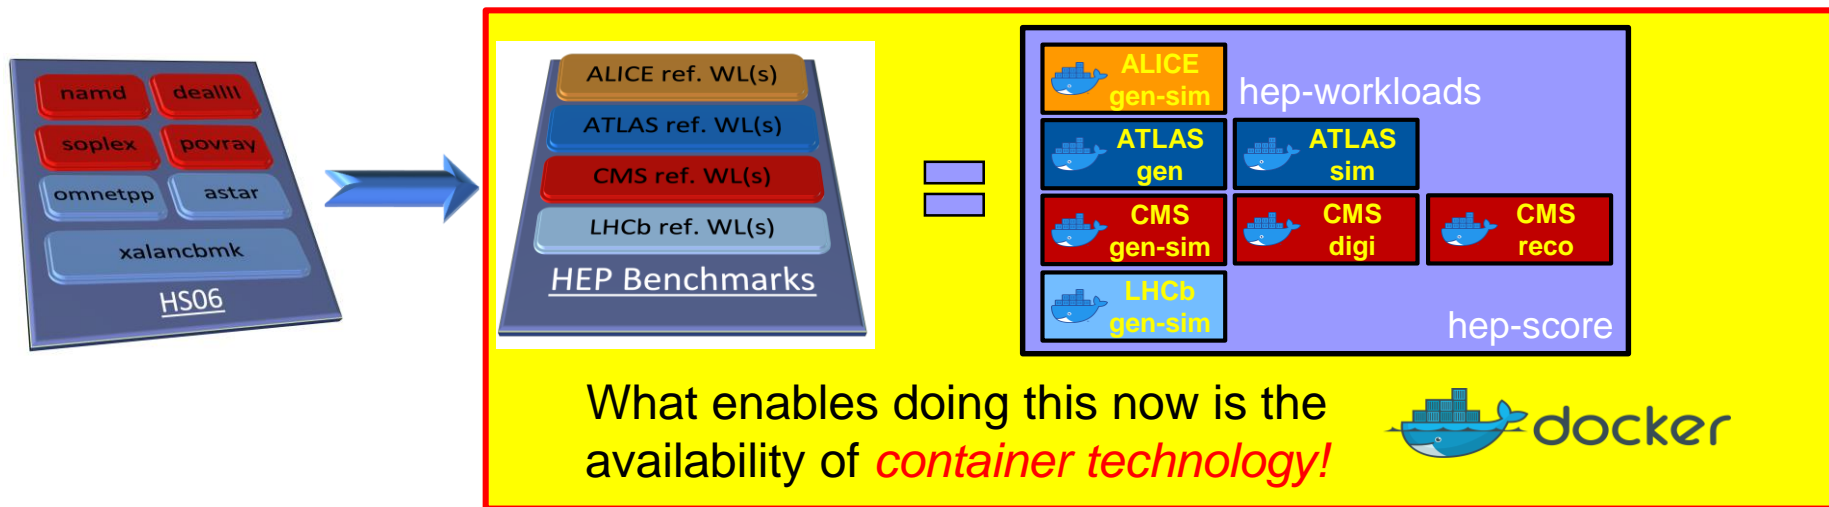 namd dealII
soplex povray
omnetpp astar
xalancbmk
HS06
ALICE ref. WL(s)
ATLAS ref. WL(s)
CMS ref. WL(s)
LHCb ref. WL(s)
HEP Benchmarks
ALICE
gen-sim
hep-workloads
ATLAS
gen
ATLAS
sim
CMS
gen-sim
CMS
digi
CMS
reco
LHCb
gen-sim
hep-score
What enables doing this now is the
availability of container technology!
docker